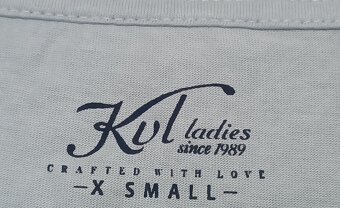 Kvl ladies
since 1989
CRAFTED WITH LOVE
-X SMALL-